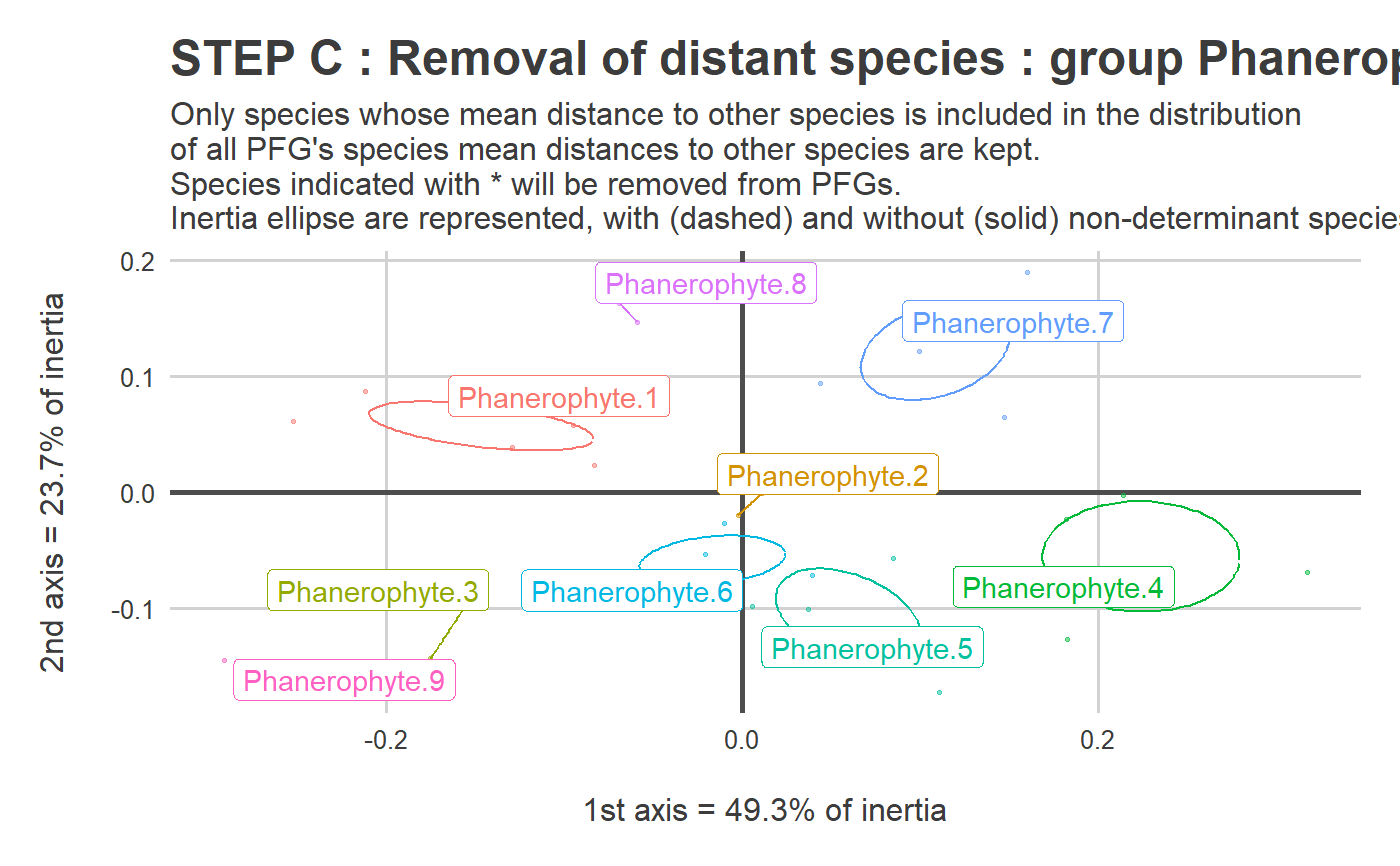 STEP C : Removal of distant species : group Phanerop
Only species whose mean distance to other species is included in the distribution
of all PFG's species mean distances to other species are kept.
Species indicated with * will be removed from PFGs.
Inertia ellipse are represented, with (dashed) and without (solid) non-determinant species
0.2
0.1
0.0
-0.1
2nd axis = 23.7% of inertia
Phanerophyte.8
Phanerophyte.7
Phanerophyte.1
Phanerophyte.2
Phanerophyte.3
Phanerophyte.6
Phanerophyte.4
Phanerophyte.5
Phanerophyte.9
-0.2
0.0
0.2
1st axis = 49.3% of inertia